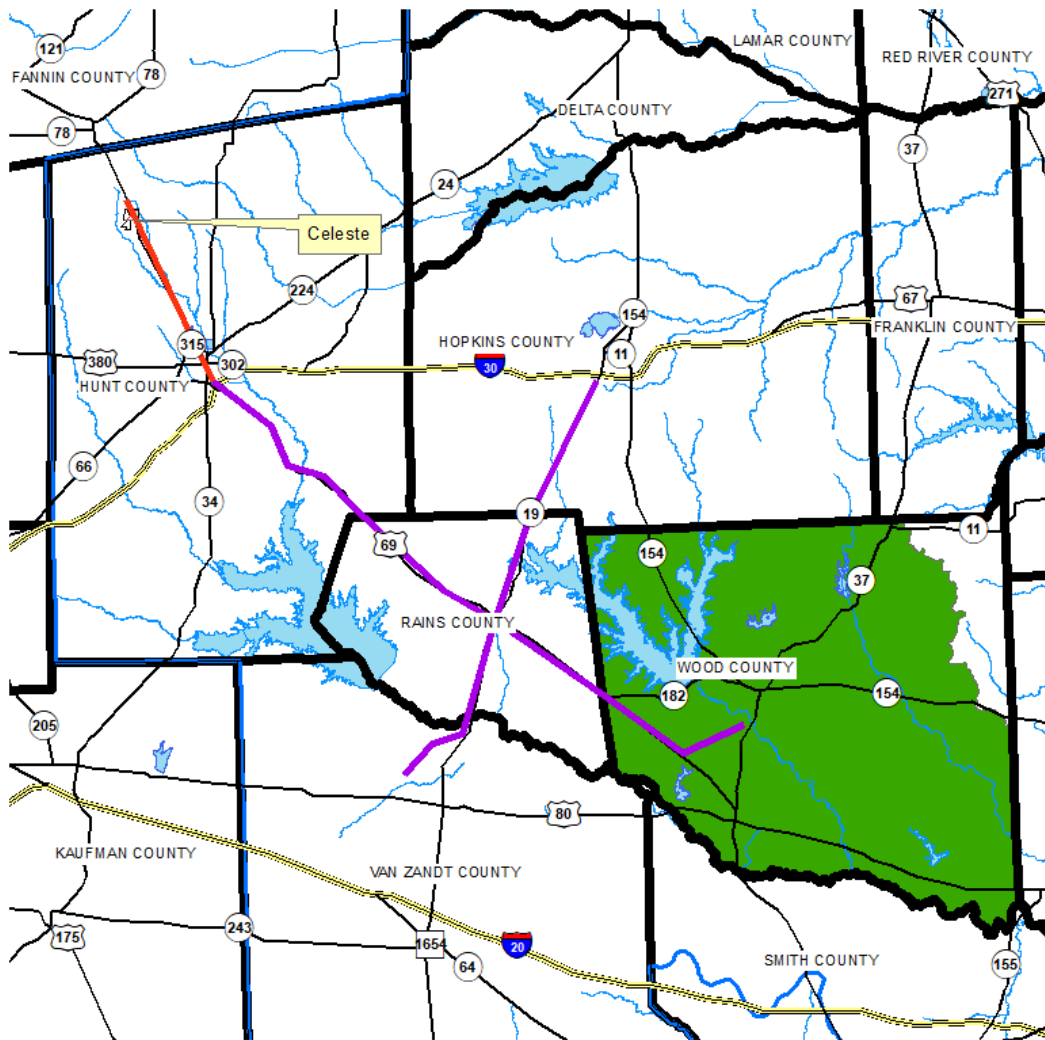 LAMAR COUNTY
121
RED RIVER COUNTY
FANNIN COUNTY
78
271
DELTA COUNTY
78
37
24
Celeste
224
67
154
FRANKLIN COUNTY
315
HOPKINS COUNTY
11
380
302
30
HUNT COUNTY
66
34
19
11
69
154
37
RAINS COUNTY
WOOD COUNTY
182
154
205
80
KAUFMAN COUNTY
VAN ZANDT COUNTY
243
175
1654
20
64
SMITH COUNTY
155